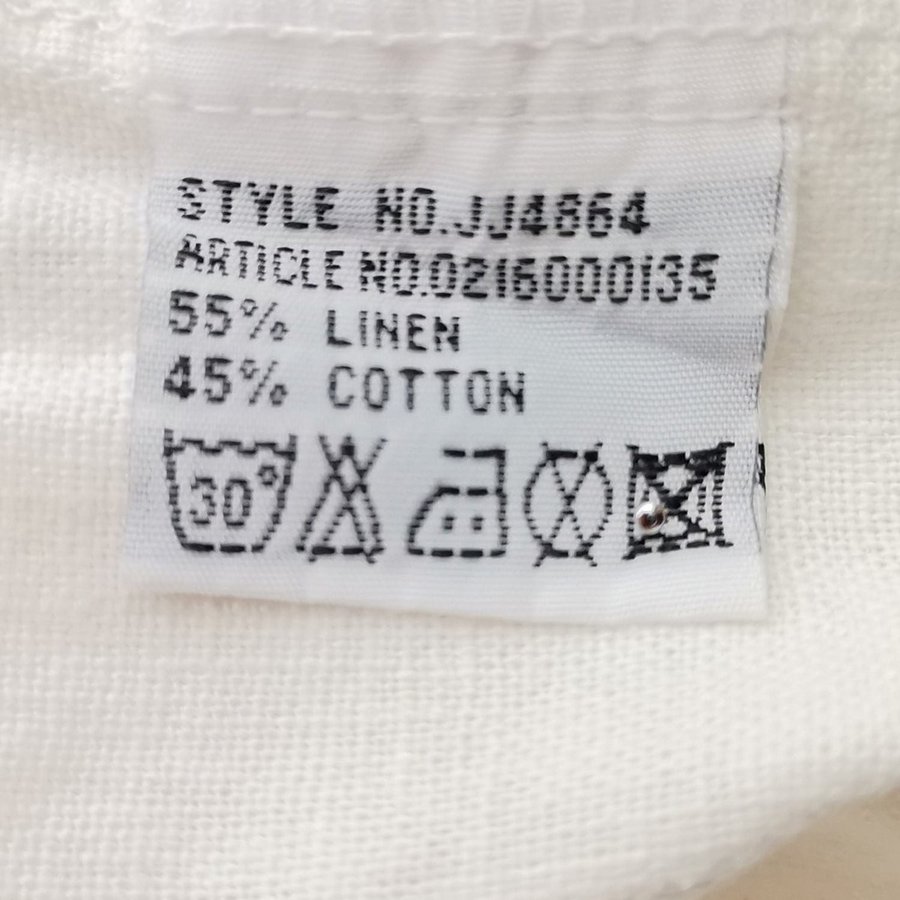 STYLE NO.JJ4864
ARTICLE NO.0216000135
55% LINEN
45% COTTON
30°